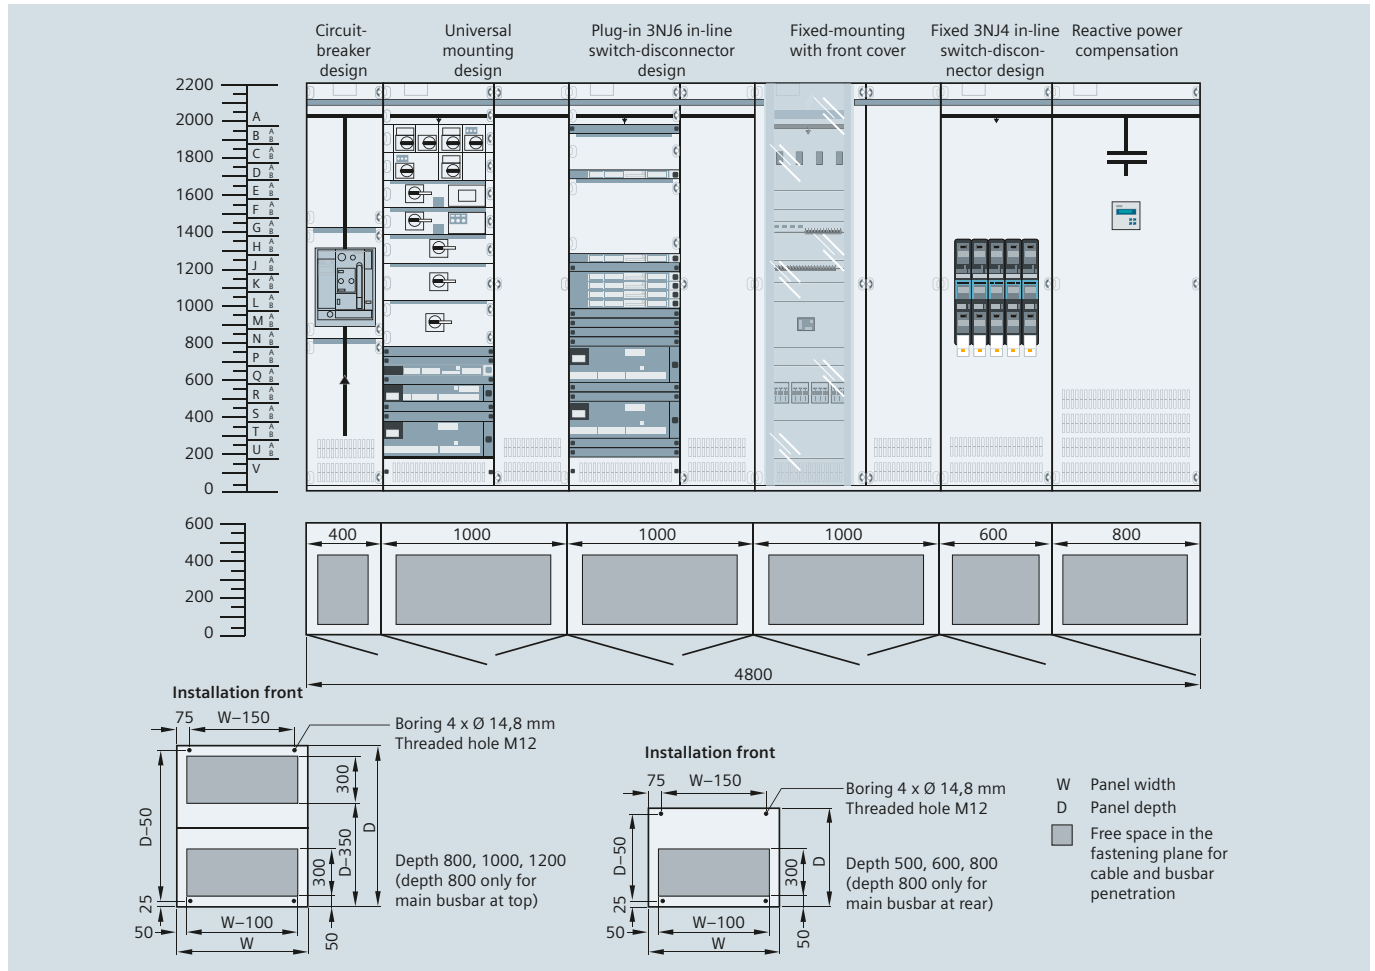 Circuit-
breaker
design
Universal
mounting
design
Plug-in 3NJ6 in-line
switch-disconnector
design
Fixed-mounting
with front cover
Fixed 3NJ4 in-line
switch-discon-
nector design
Reactive power
compensation
2200
2000
1800
1600
1400
1200
1000
800
600
400
200
0
A
B A B
C A B
D A B
E A B
F A B
G A B
H A B
J A B
K A B
L A B
M A B
N A B
P A B
Q A B
R A B
S A B
T A B
U A B
V
600
400
200
0
400
1000
1000
1000
600
800
4800
Installation front
75
W–150
Boring 4 x Ø 14,8 mm
Threaded hole M12
D–50
300
D–350
D
300
25
50
W–100
W
50
Depth 800, 1000, 1200
(depth 800 only for
main busbar at top)
Installation front
75
W–150
Boring 4 x Ø 14,8 mm
Threaded hole M12
D–50
300
D
25
50
W–100
W
50
Depth 500, 600, 800
(depth 800 only for
main busbar at rear)
W Panel width
D Panel depth
Free space in the
fastening plane for
cable and busbar
penetration